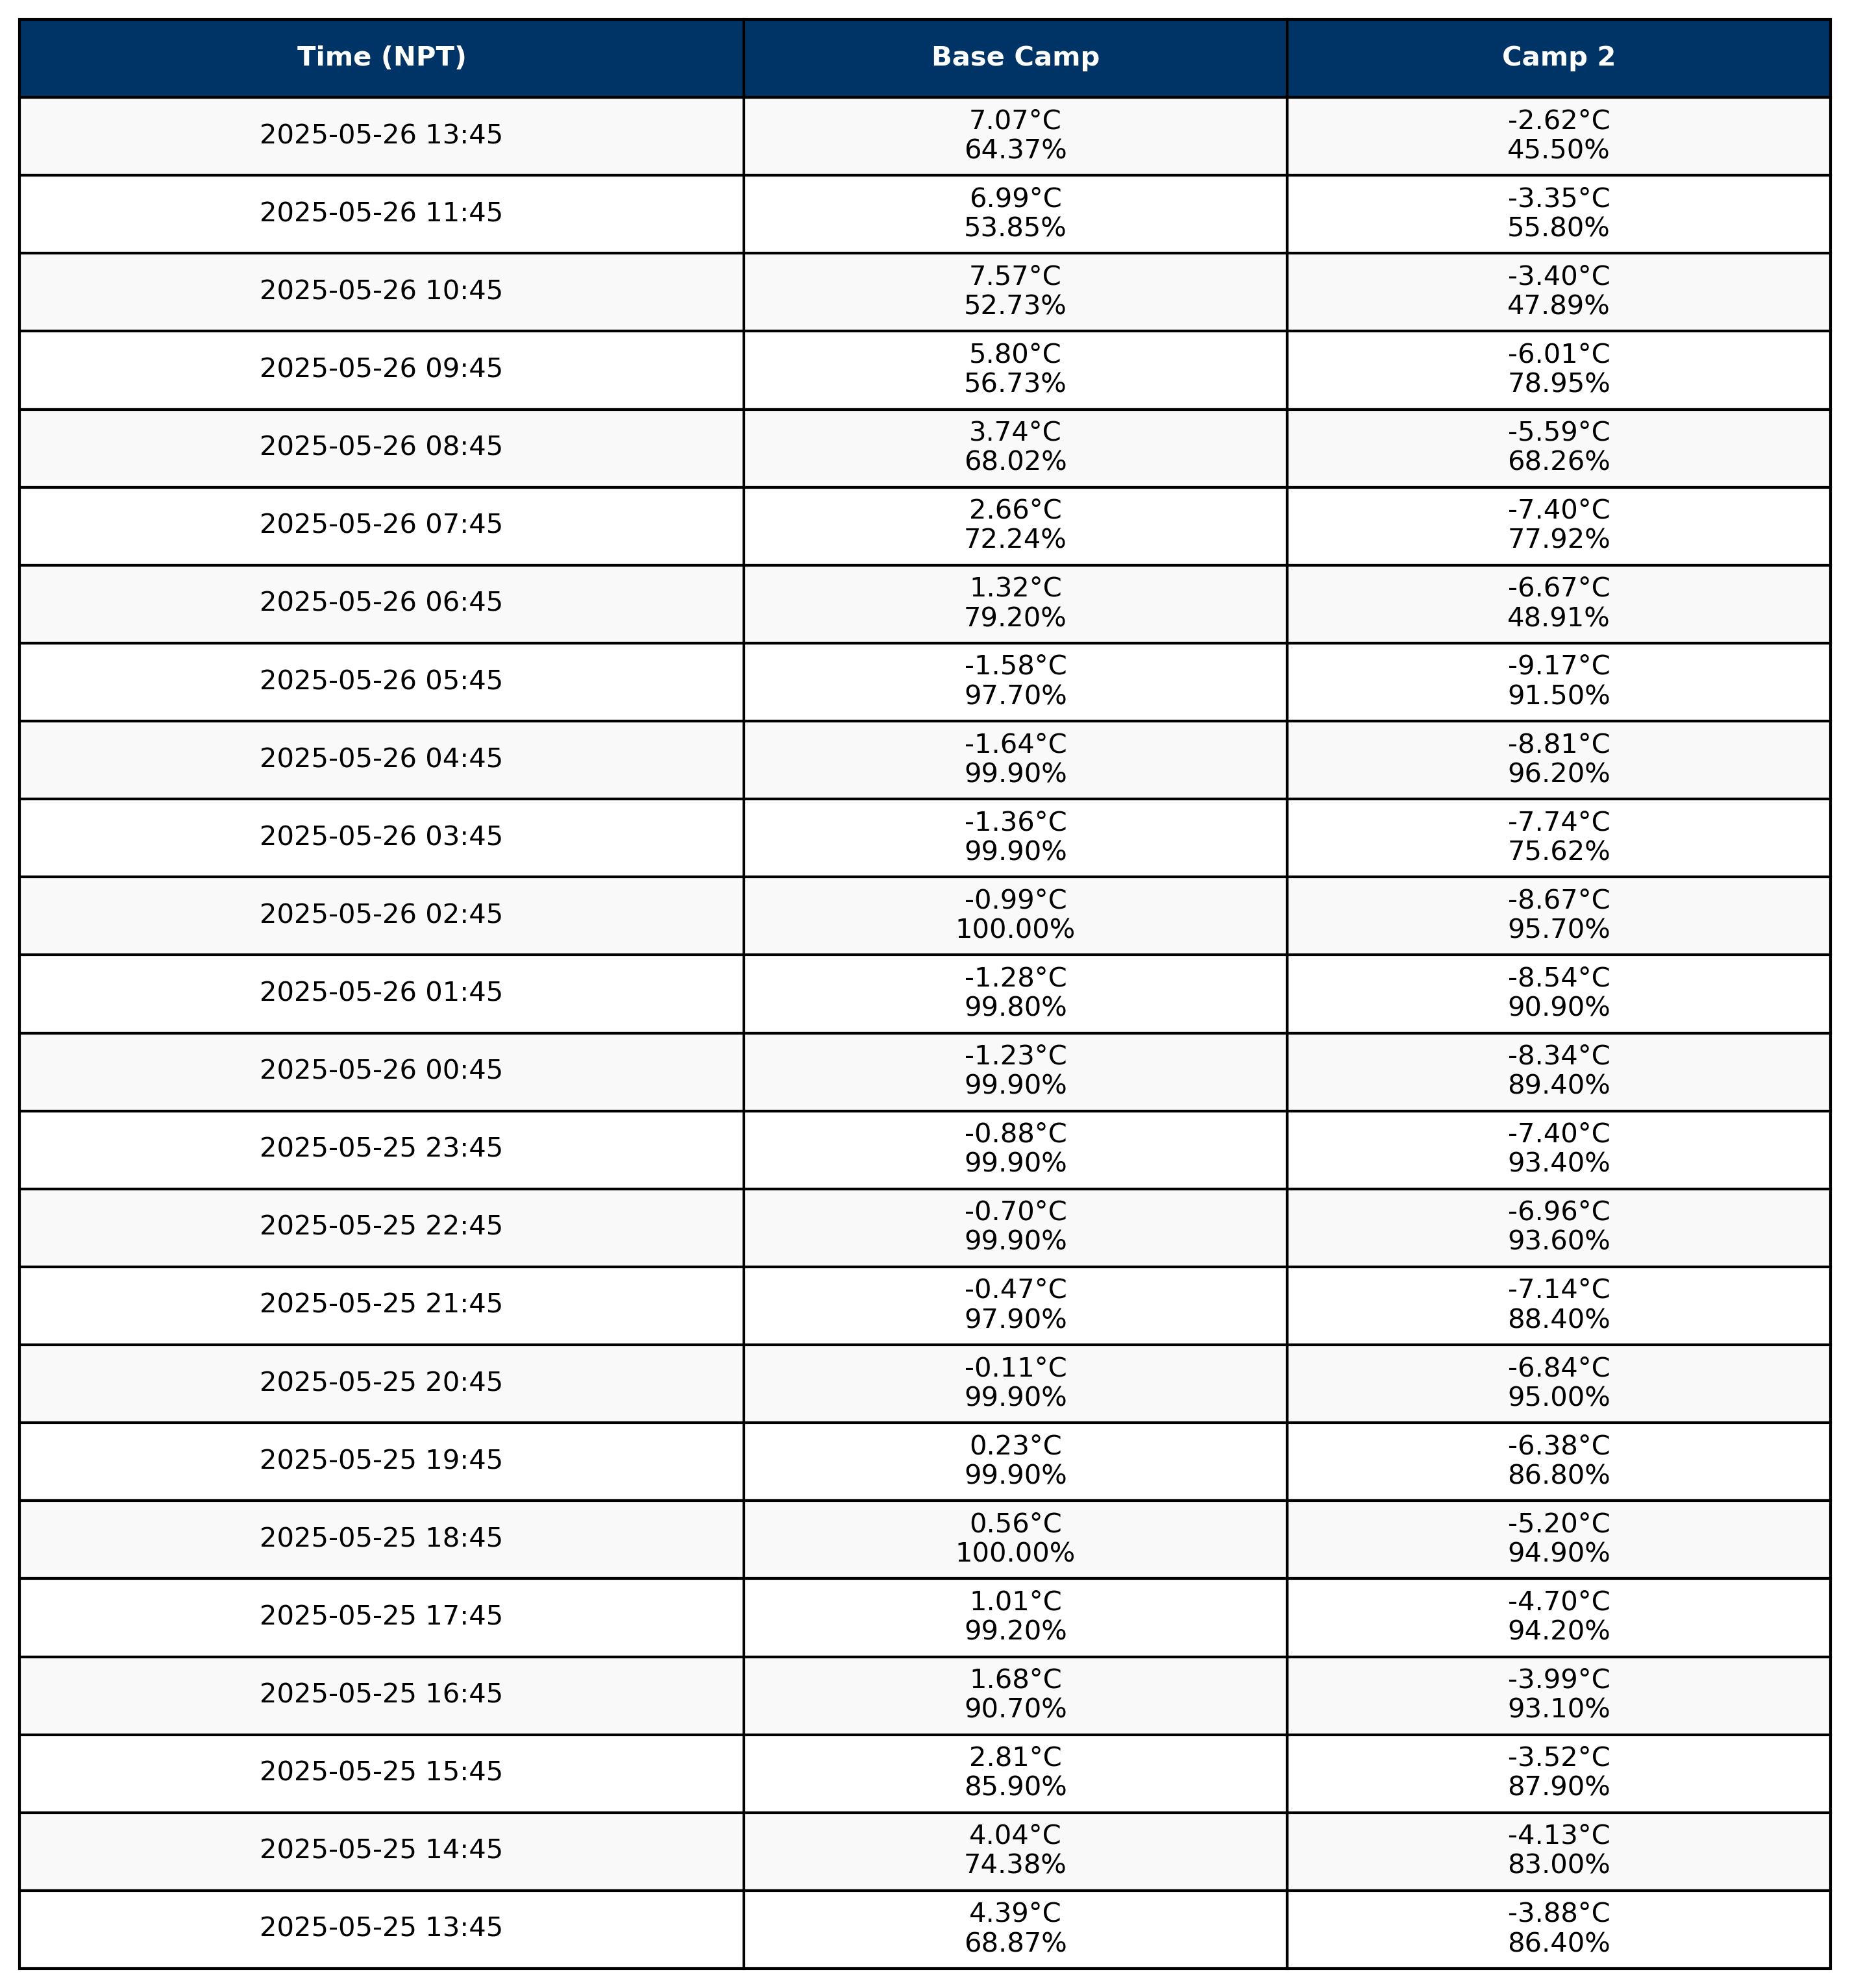 Time (NPT) Base Camp Camp 2
2025-05-26 13:45 7.07°C -2.62°C
64.37% 45.50%
2025-05-26 11:45 6.99°C -3.35°C
53.85% 55.80%
2025-05-26 10:45 7.57°C -3.40°C
52.73% 47.89%
2025-05-26 09:45 5.80°C -6.01°C
56.73% 78.95%
2025-05-26 08:45 3.74°C -5.59°C
68.02% 68.26%
2025-05-26 07:45 2.66°C -7.40°C
72.24% 77.92%
2025-05-26 06:45 1.32°C -6.67°C
79.20% 48.91%
2025-05-26 05:45 -1.58°C -9.17°C
97.70% 91.50%
2025-05-26 04:45 -1.64°C -8.81°C
99.90% 96.20%
2025-05-26 03:45 -1.36°C -7.74°C
99.90% 75.62%
2025-05-26 02:45 -0.99°C -8.67°C
100.00% 95.70%
2025-05-26 01:45 -1.28°C -8.54°C
99.80% 90.90%
2025-05-26 00:45 -1.23°C -8.34°C
99.90% 89.40%
2025-05-25 23:45 -0.88°C -7.40°C
99.90% 93.40%
2025-05-25 22:45 -0.70°C -6.96°C
99.90% 93.60%
2025-05-25 21:45 -0.47°C -7.14°C
97.90% 88.40%
2025-05-25 20:45 -0.11°C -6.84°C
99.90% 95.00%
2025-05-25 19:45 0.23°C -6.38°C
99.90% 86.80%
2025-05-25 18:45 0.56°C -5.20°C
100.00% 94.90%
2025-05-25 17:45 1.01°C -4.70°C
99.20% 94.20%
2025-05-25 16:45 1.68°C -3.99°C
90.70% 93.10%
2025-05-25 15:45 2.81°C -3.52°C
85.90% 87.90%
2025-05-25 14:45 4.04°C -4.13°C
74.38% 83.00%
2025-05-25 13:45 4.39°C -3.88°C
68.87% 86.40%